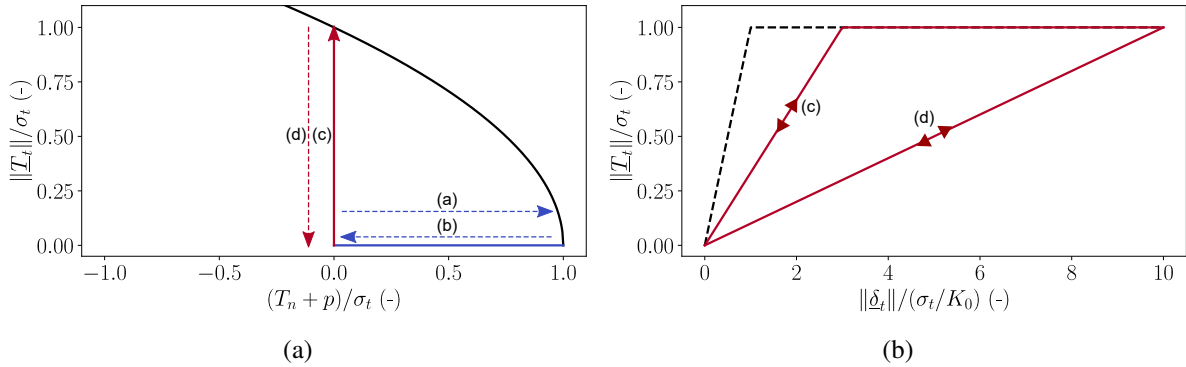 1.00
0.75
0.50
0.25
0.00
||T_t||/σ_t (-)
(d) (c)
(a)
(b)
-1.0 -0.5 0.0 0.5 1.0
(T_n + p)/σ_t (-)
(a)
1.00
0.75
0.50
0.25
0.00
||T_t||/σ_t (-)
(c)
(d)
0 2 4 6 8 10
||δ_t||/(σ_t/K_0) (-)
(b)